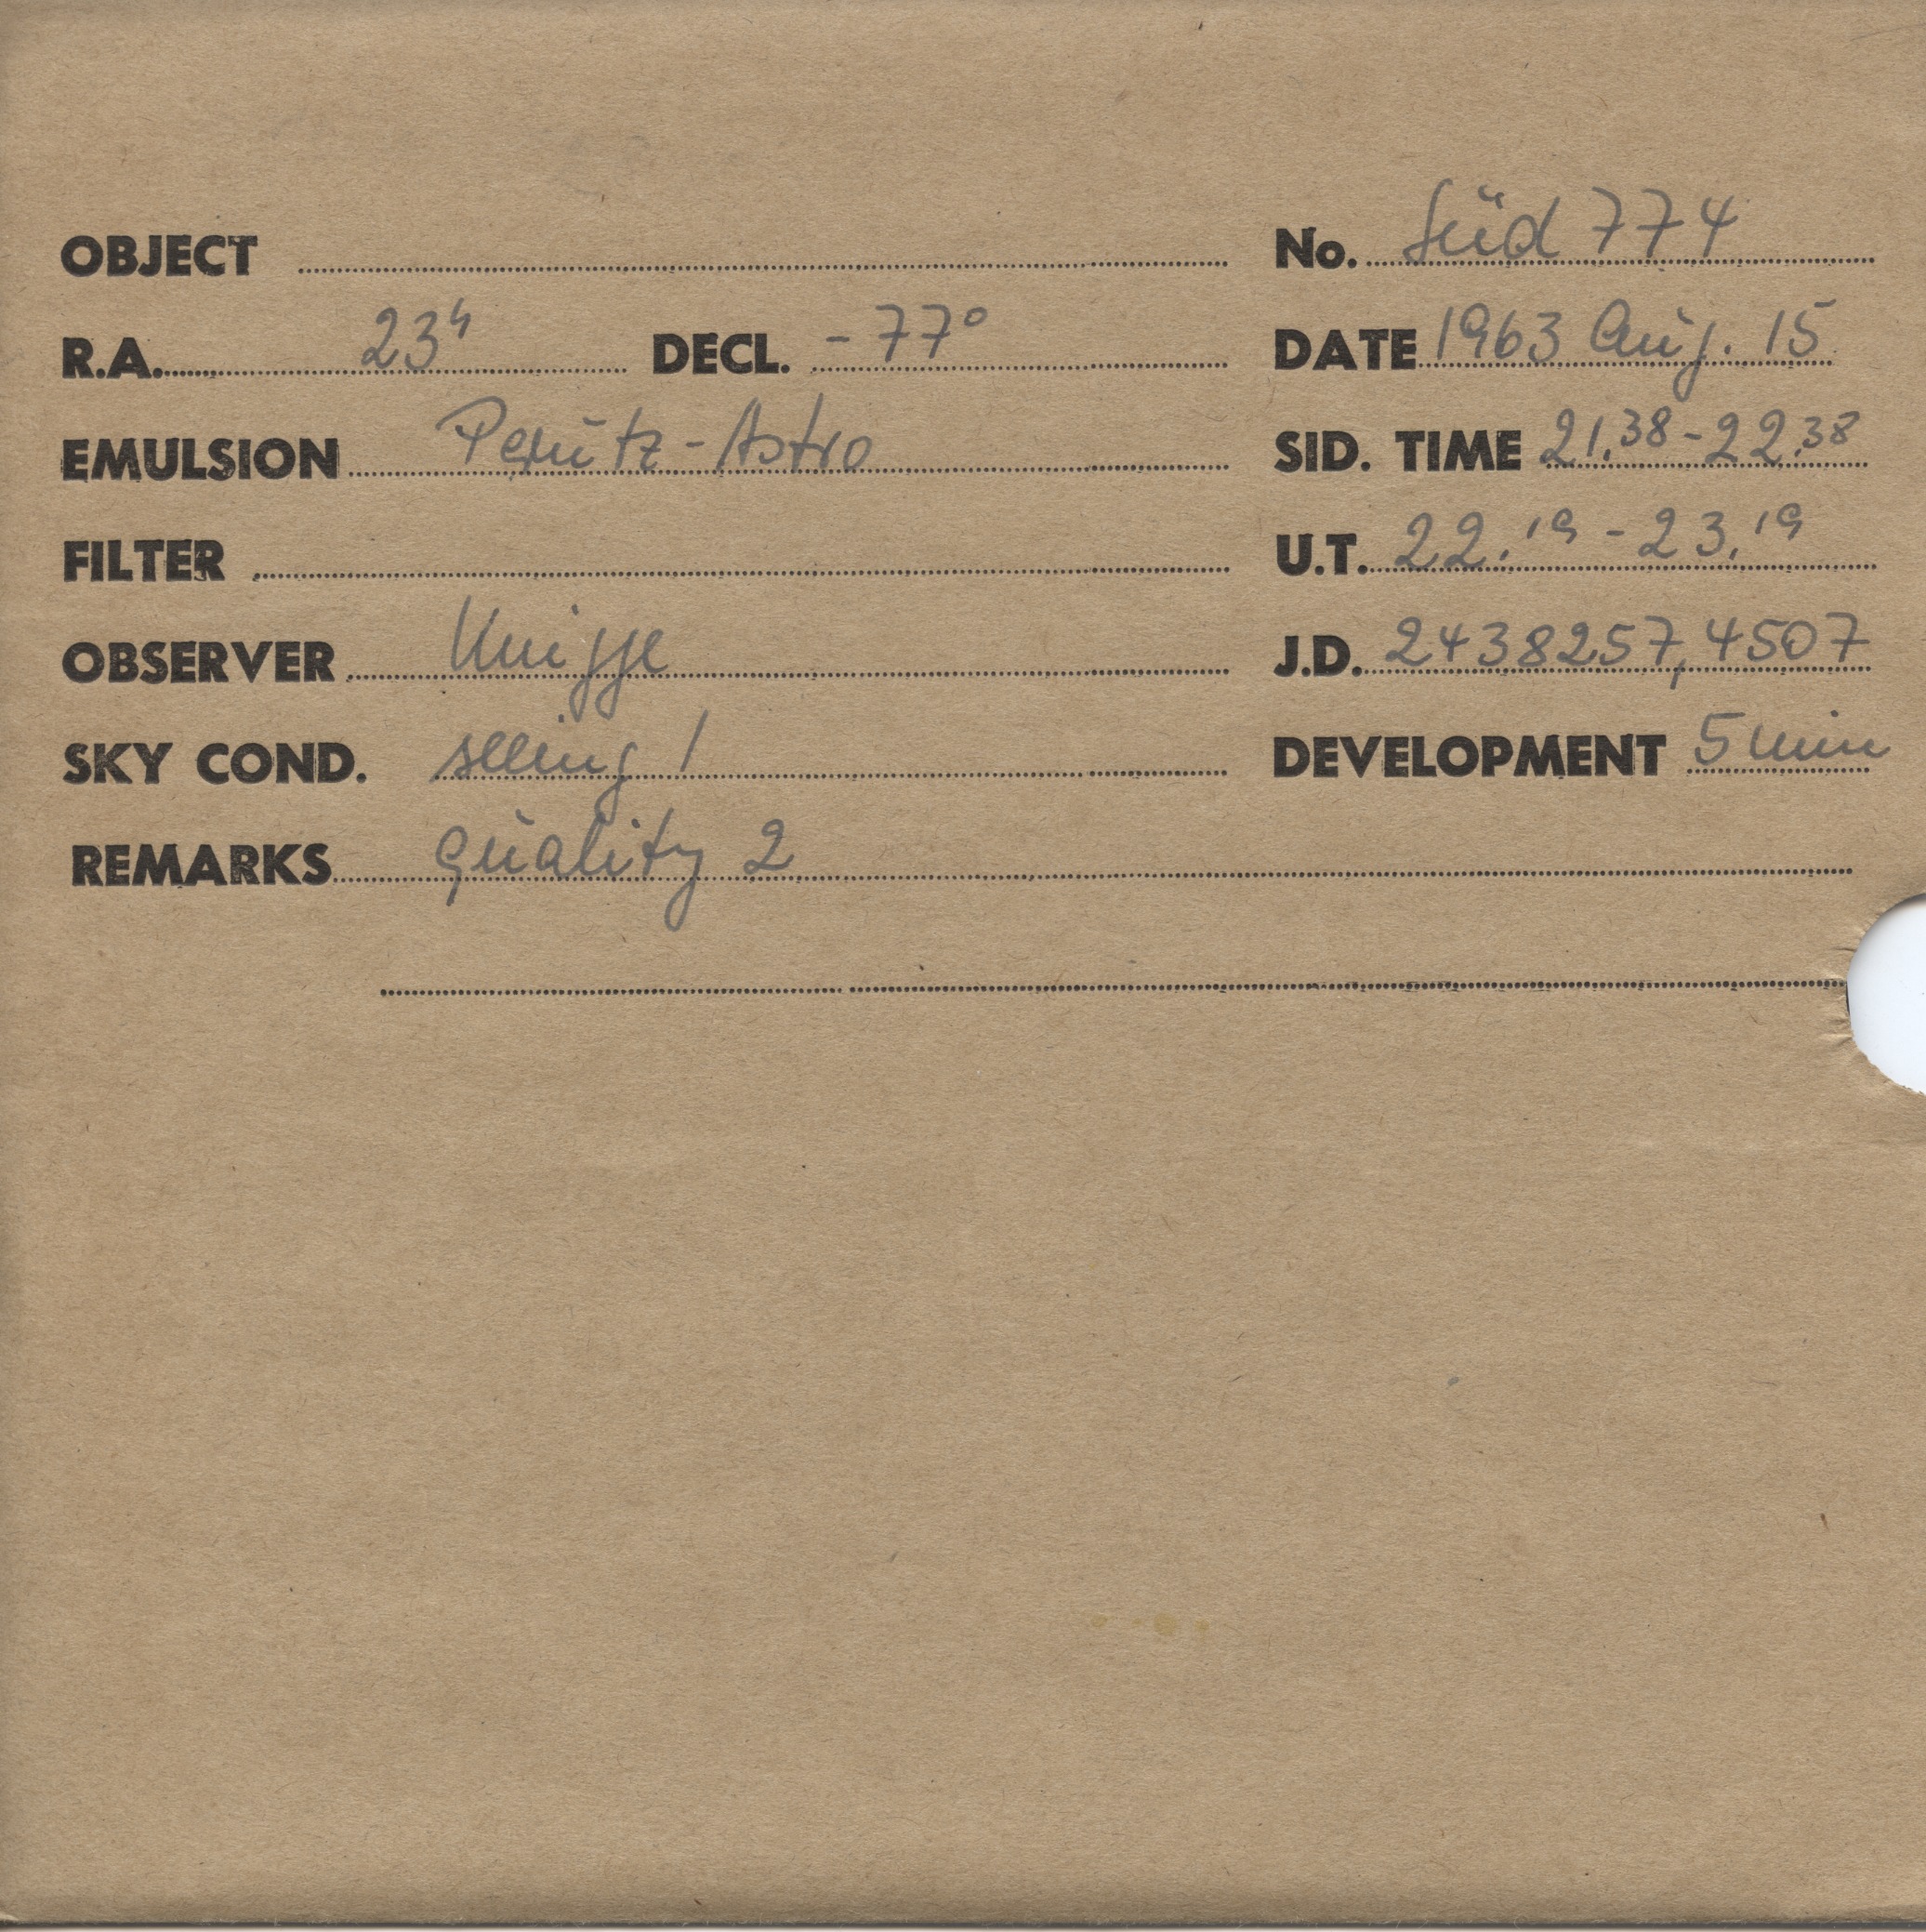 OBJECT No. Süd 774
R.A. 23h DECL. -77° DATE 1963 Aug. 15
EMULSION Perutz-Astro SID. TIME 21.38-22.38
FILTER U.T. 22.19-23.19
OBSERVER Knigge J.D. 2438257,4507
SKY COND. seeing 1 DEVELOPMENT 5 min
REMARKS quality 2